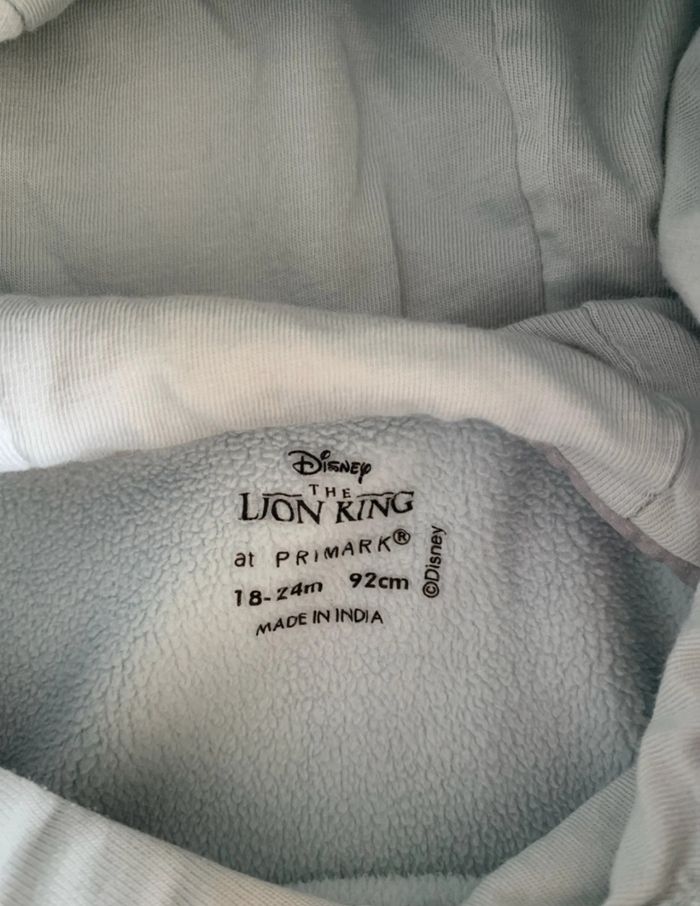 Disney
THE
LION KING
at PRIMARK®
18-24m 92cm
MADE IN INDIA
©Disney